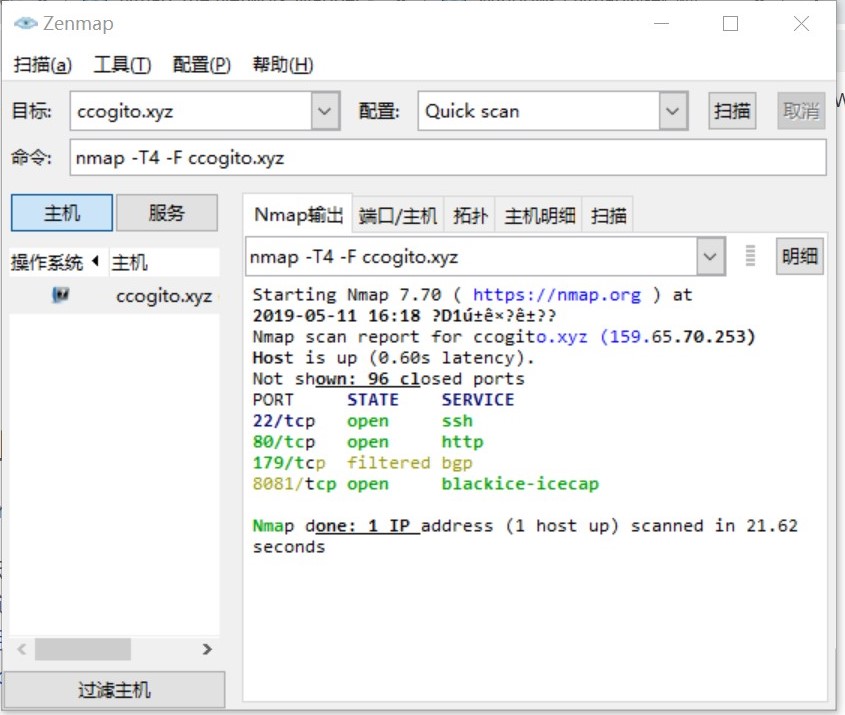 Zenmap
扫描(a) 工具(T) 配置(P) 帮助(H)
目标: ccogito.xyz 配置: Quick scan 扫描 取消
命令: nmap -T4 -F ccogito.xyz
主机 服务 Nmap输出 端口/主机 拓扑 主机明细 扫描
操作系统 主机 nmap -T4 -F ccogito.xyz 明细
ccogito.xyz
Starting Nmap 7.70 ( https://nmap.org ) at
2019-05-11 16:18 ?D1ú±ê×?ê±??
Nmap scan report for ccogito.xyz (159.65.70.253)
Host is up (0.60s latency).
Not shown: 96 closed ports
PORT STATE SERVICE
22/tcp open ssh
80/tcp open http
179/tcp filtered bgp
8081/tcp open blackice-icecap
Nmap done: 1 IP address (1 host up) scanned in 21.62
seconds
过滤主机